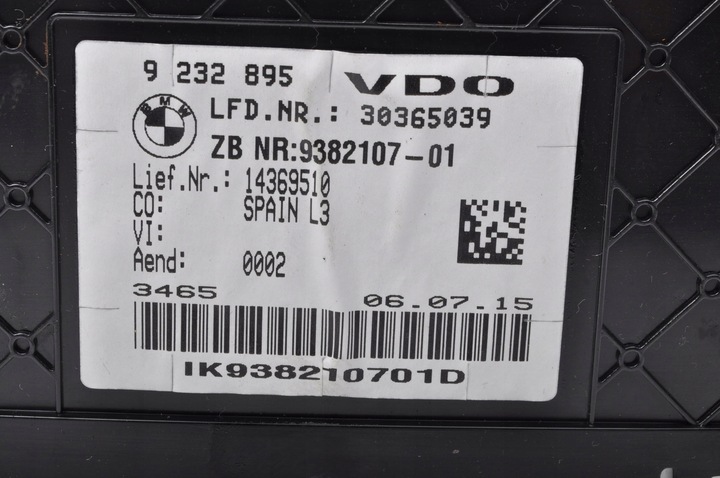 9 232 895 VDO
BMW
LFD.NR.: 30365039
ZB NR:9382107-01
Lief.Nr.: 14369510
CO: SPAIN L3
VI:
Aend: 0002
3465 06.07.15
IK938210701D